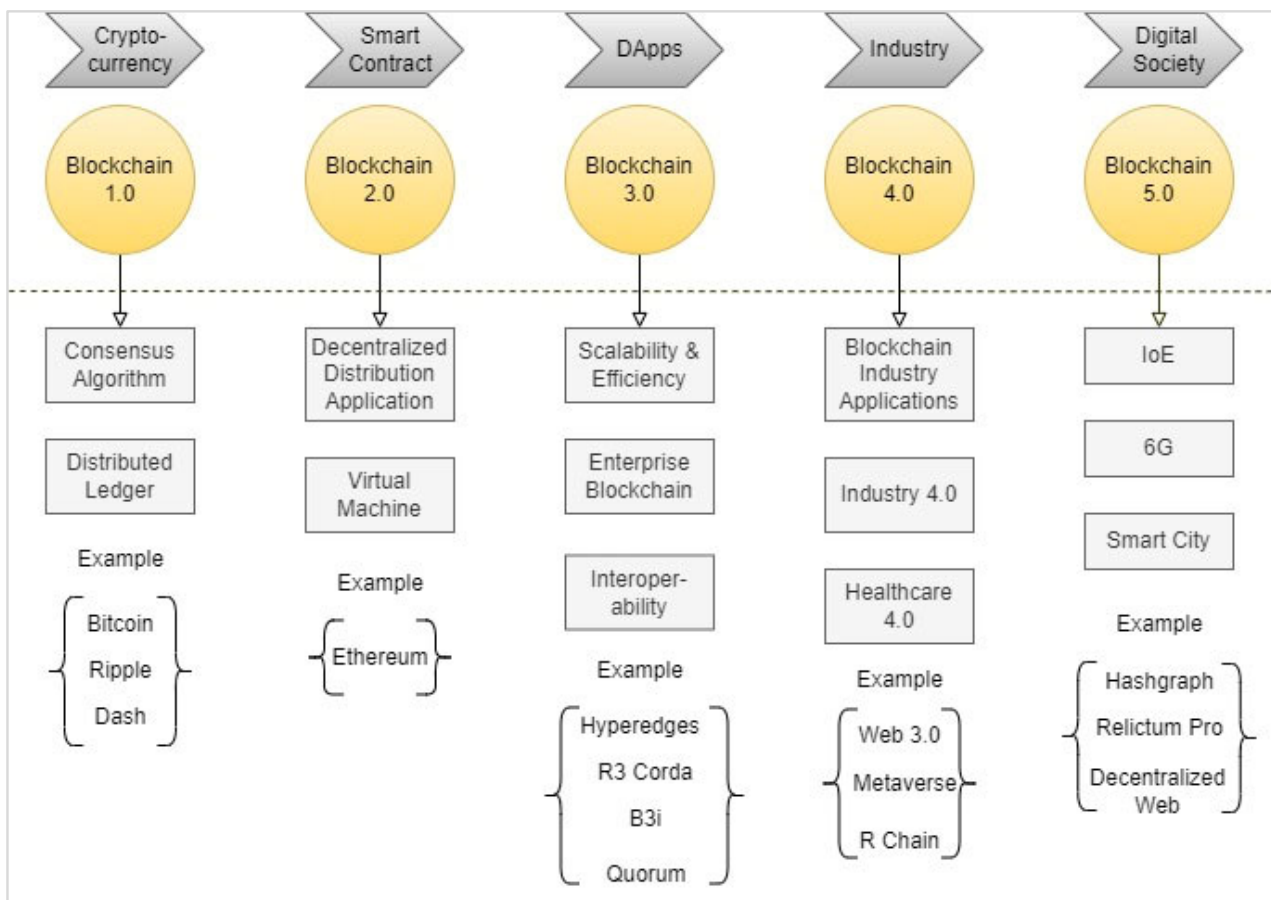 Crypto-
currency
Smart
Contract
DApps
Industry
Digital
Society
Blockchain
1.0
Blockchain
2.0
Blockchain
3.0
Blockchain
4.0
Blockchain
5.0
Consensus
Algorithm
Distributed
Ledger
Example
Bitcoin
Ripple
Dash
Decentralized
Distribution
Application
Virtual
Machine
Example
Ethereum
Scalability &
Efficiency
Enterprise
Blockchain
Interoper-
ability
Example
Hyperedges
R3 Corda
B3i
Quorum
Blockchain
Industry
Applications
Industry 4.0
Healthcare
4.0
Example
Web 3.0
Metaverse
R Chain
IoE
6G
Smart City
Example
Hashgraph
Relictum Pro
Decentralized
Web